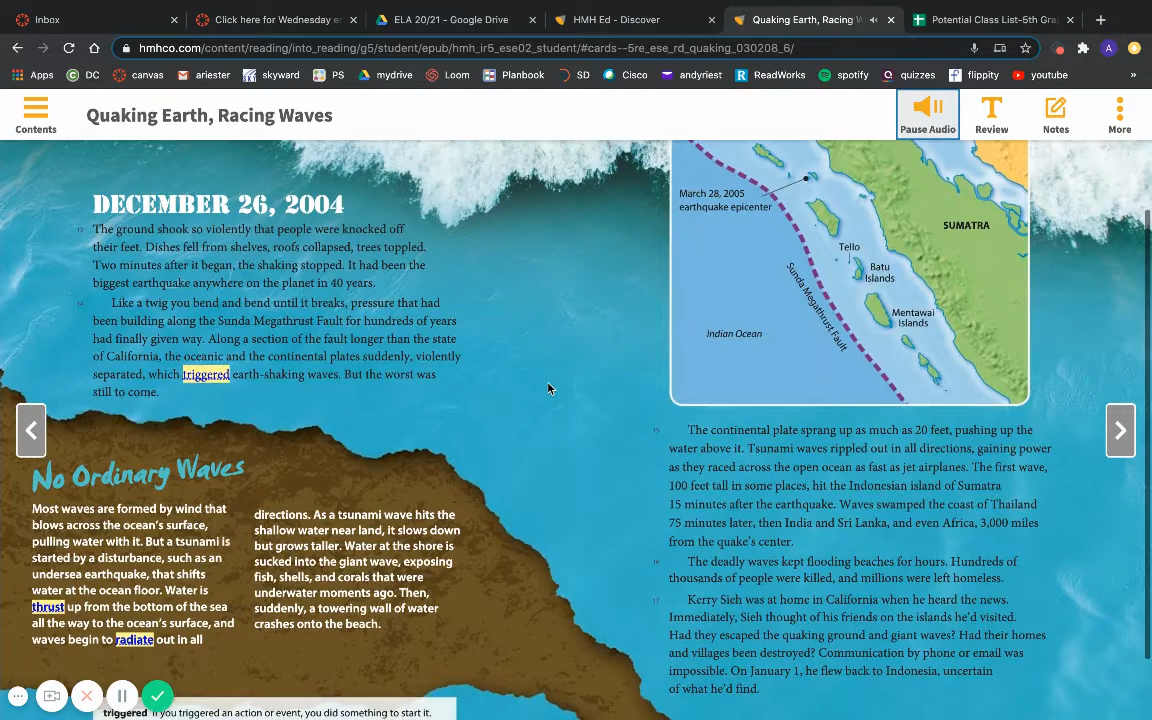 Inbox
Click here for Wednesday er
ELA 20/21 - Google Drive
HMH Ed - Discover
Quaking Earth, Racing W
Potential Class List-5th Gra
hmhco.com/content/reading/into_reading/g5/student/epub/hmh_ir5_ese02_student/#cards--5re_ese_rd_quaking_030208_6/
A
Apps DC canvas ariester skyward PS mydrive Loom Planbook SD Cisco andyriest ReadWorks spotify quizzes flippity youtube »
Contents
Quaking Earth, Racing Waves
Pause Audio
Review
Notes
More
DECEMBER 26, 2004
13 The ground shook so violently that people were knocked off
their feet. Dishes fell from shelves, roofs collapsed, trees toppled.
Two minutes after it began, the shaking stopped. It had been the
biggest earthquake anywhere on the planet in 40 years.
14 Like a twig you bend and bend until it breaks, pressure that had
been building along the Sunda Megathrust Fault for hundreds of years
had finally given way. Along a section of the fault longer than the state
of California, the oceanic and the continental plates suddenly, violently
separated, which triggered earth-shaking waves. But the worst was
still to come.
No Ordinary Waves
Most waves are formed by wind that
blows across the ocean's surface,
pulling water with it. But a tsunami is
started by a disturbance, such as an
undersea earthquake, that shifts
water at the ocean floor. Water is
thrust up from the bottom of the sea
all the way to the ocean's surface, and
waves begin to radiate out in all
directions. As a tsunami wave hits the
shallow water near land, it slows down
but grows taller. Water at the shore is
sucked into the giant wave, exposing
fish, shells, and corals that were
underwater moments ago. Then,
suddenly, a towering wall of water
crashes onto the beach.
triggered If you triggered an action or event, you did something to start it.
March 28, 2005
earthquake epicenter
SUMATRA
Tello
Batu
Islands
Sunda Megathrust Fault
Mentawai
Islands
Indian Ocean
15 The continental plate sprang up as much as 20 feet, pushing up the
water above it. Tsunami waves rippled out in all directions, gaining power
as they raced across the open ocean as fast as jet airplanes. The first wave,
100 feet tall in some places, hit the Indonesian island of Sumatra
15 minutes after the earthquake. Waves swamped the coast of Thailand
75 minutes later, then India and Sri Lanka, and even Africa, 3,000 miles
from the quake's center.
16 The deadly waves kept flooding beaches for hours. Hundreds of
thousands of people were killed, and millions were left homeless.
17 Kerry Sieh was at home in California when he heard the news.
Immediately, Sieh thought of his friends on the islands he'd visited.
Had they escaped the quaking ground and giant waves? Had their homes
and villages been destroyed? Communication by phone or email was
impossible. On January 1, he flew back to Indonesia, uncertain
of what he'd find.